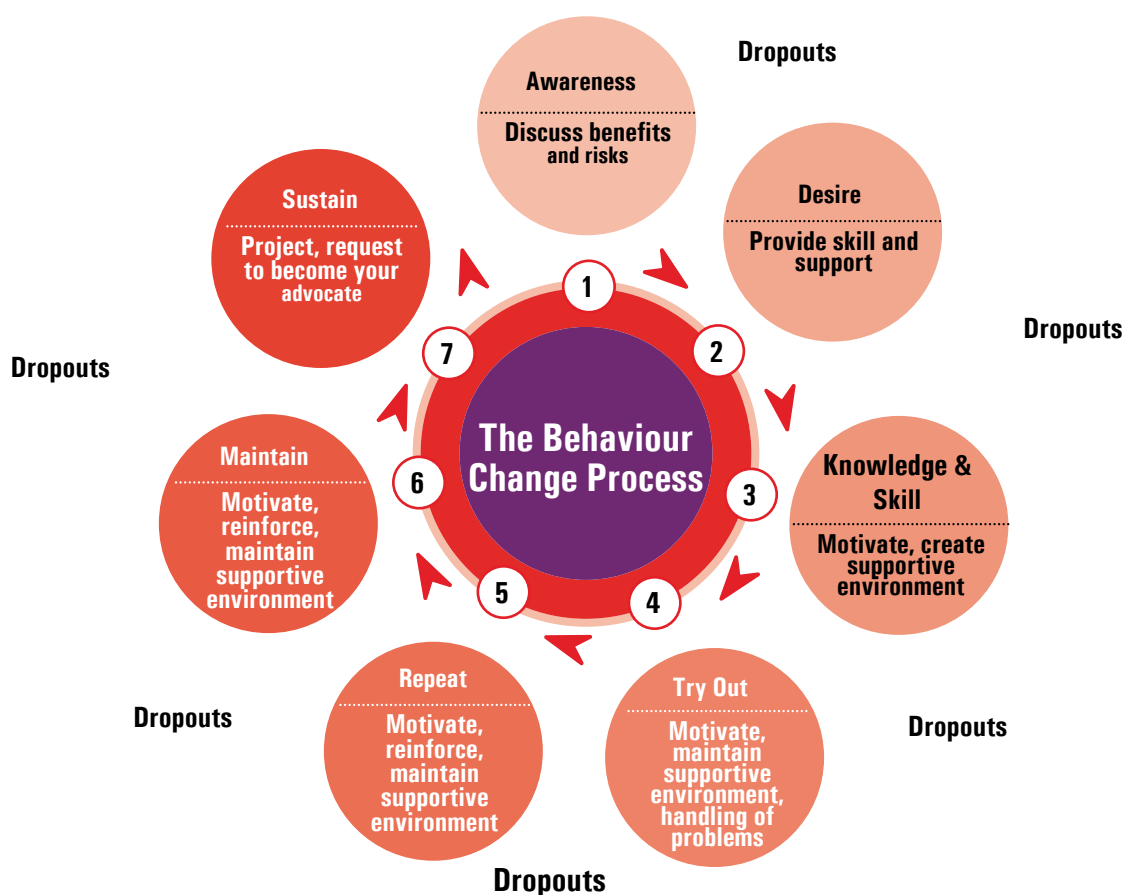 Dropouts
Awareness
Discuss benefits
and risks
Desire
Provide skill and
support
Sustain
Project, request
to become your
advocate
1
2
3
4
5
6
7
The Behaviour
Change Process
Dropouts
Dropouts
Knowledge &
Skill
Motivate, create
supportive
environment
Maintain
Motivate,
reinforce,
maintain
supportive
environment
Try Out
Motivate,
maintain
supportive
environment,
handling of
problems
Repeat
Motivate,
reinforce,
maintain
supportive
environment
Dropouts
Dropouts
Dropouts